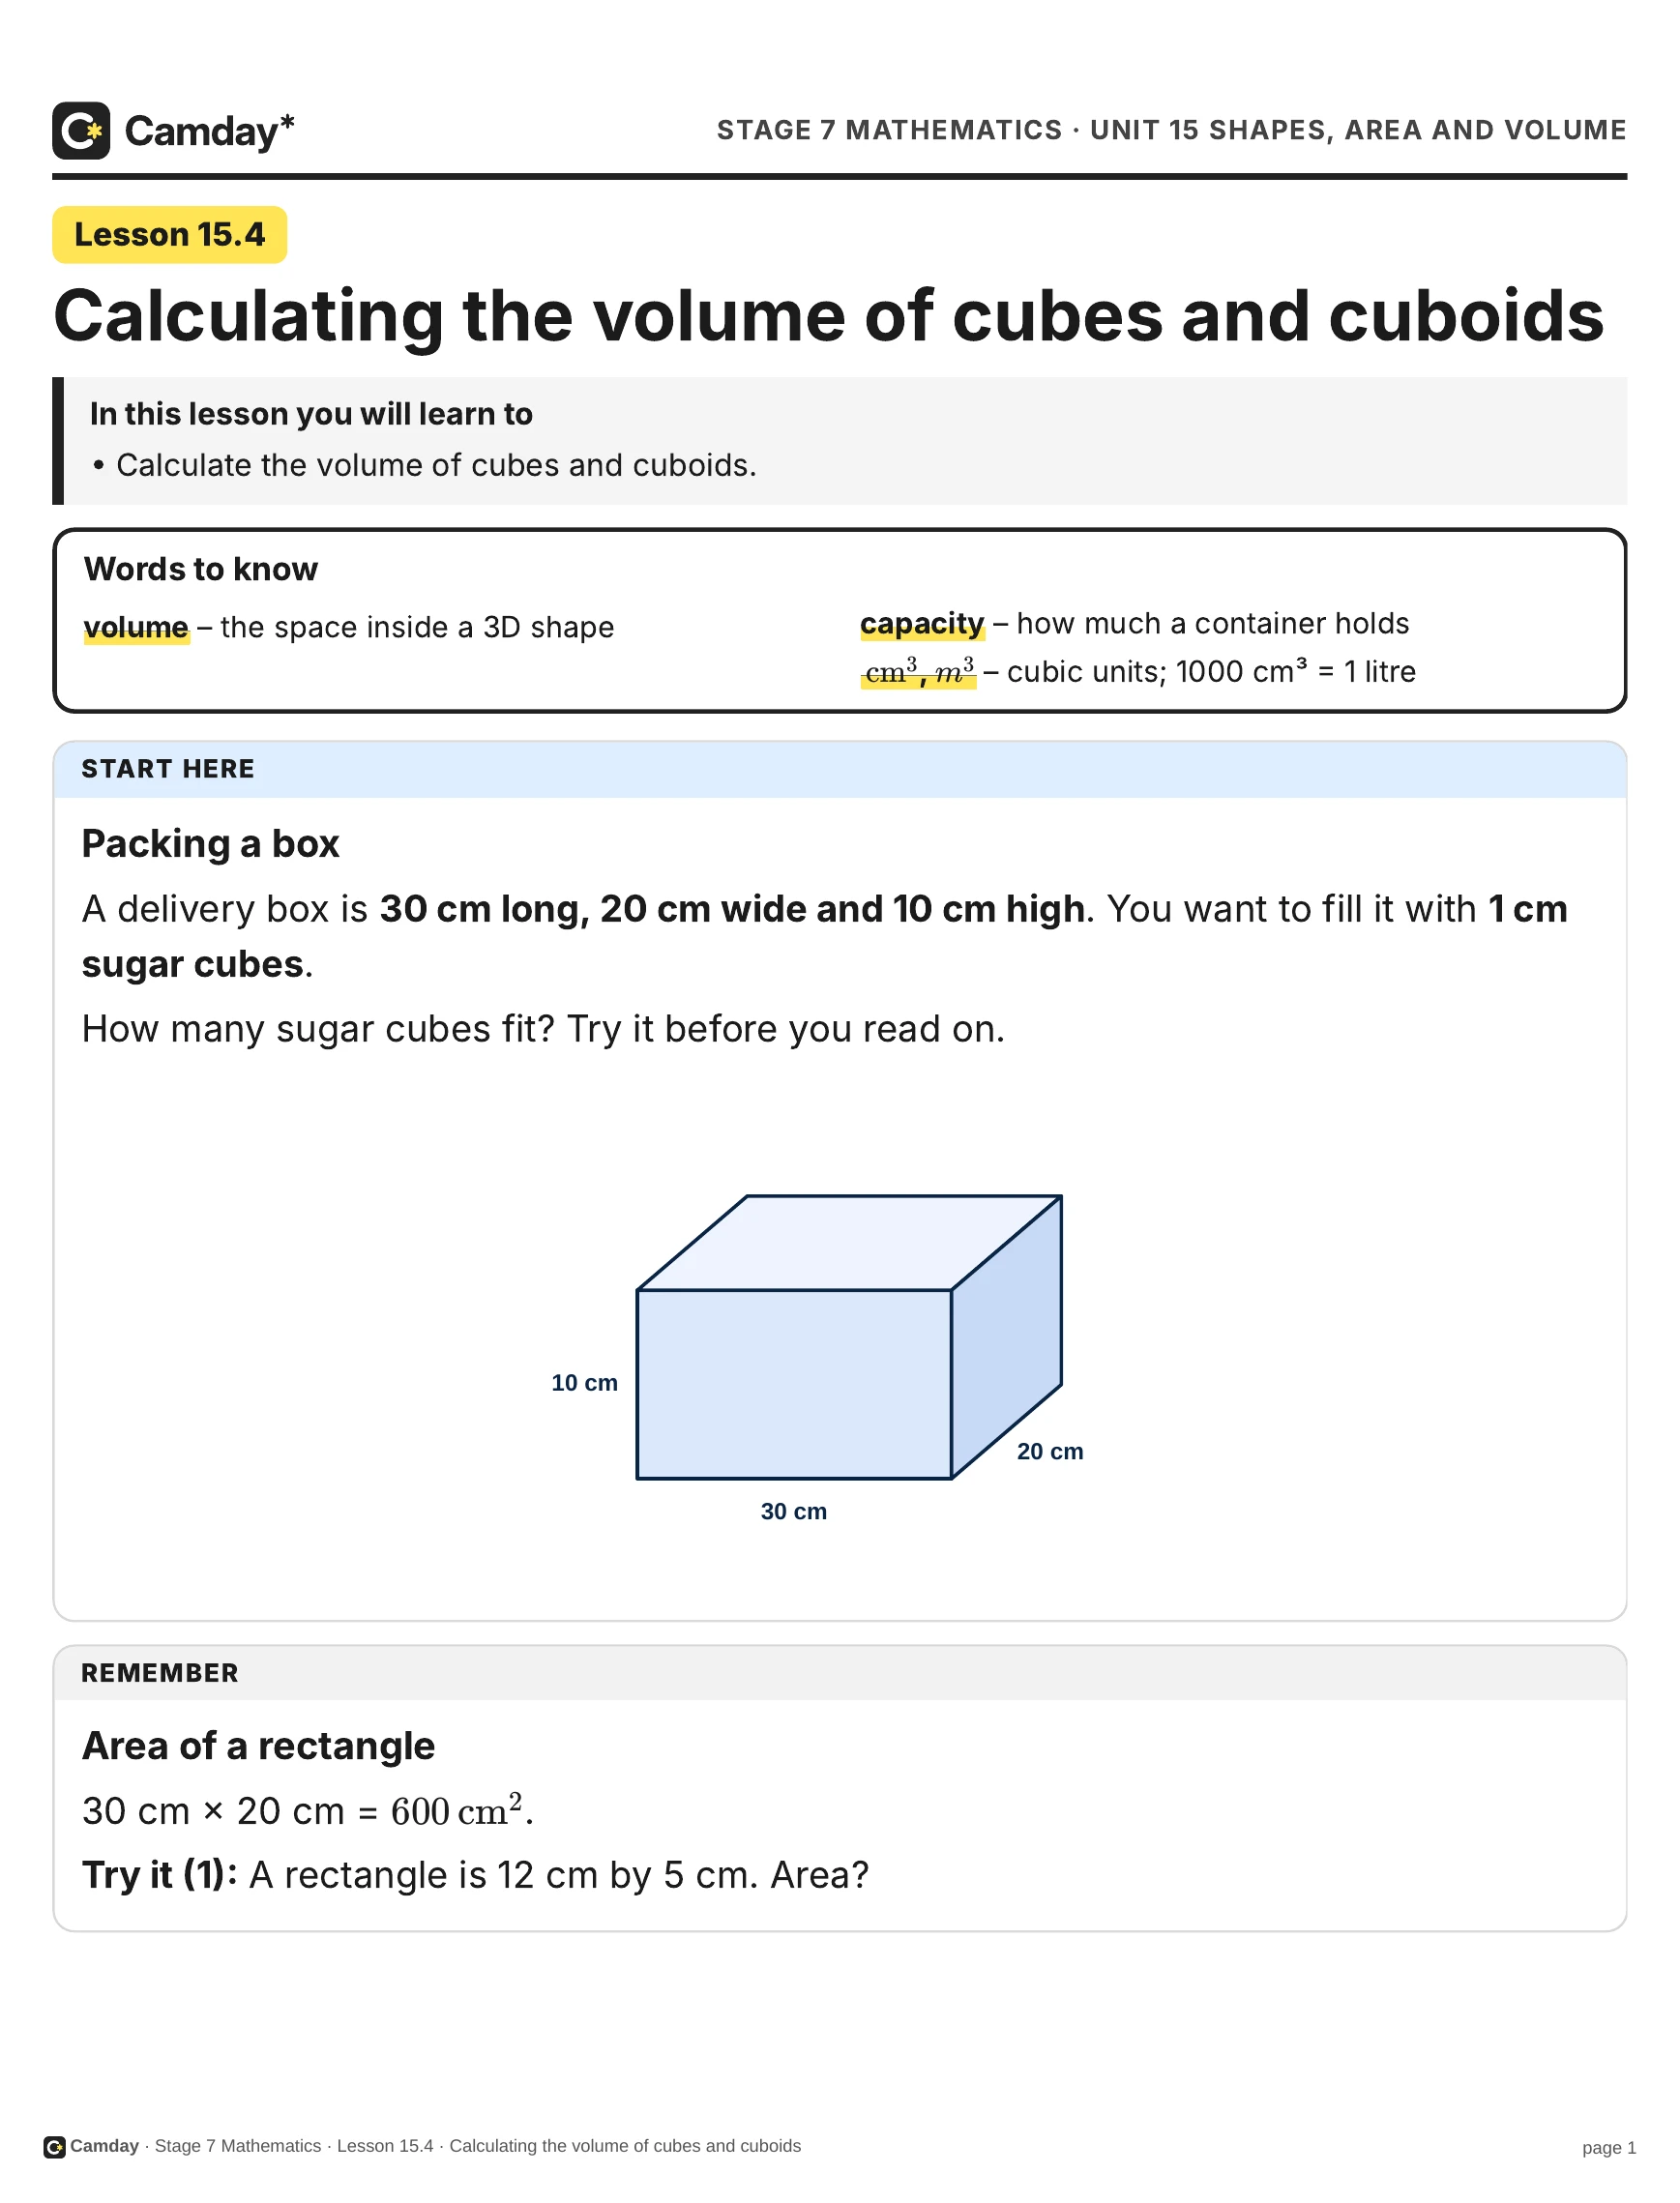 Camday*
STAGE 7 MATHEMATICS · UNIT 15 SHAPES, AREA AND VOLUME
Lesson 15.4
Calculating the volume of cubes and cuboids
In this lesson you will learn to
• Calculate the volume of cubes and cuboids.
Words to know
volume – the space inside a 3D shape
capacity – how much a container holds
cm³, m³ – cubic units; 1000 cm³ = 1 litre
START HERE
Packing a box
A delivery box is 30 cm long, 20 cm wide and 10 cm high. You want to fill it with 1 cm
sugar cubes.
How many sugar cubes fit? Try it before you read on.
10 cm
20 cm
30 cm
REMEMBER
Area of a rectangle
30 cm × 20 cm = 600 cm².
Try it (1): A rectangle is 12 cm by 5 cm. Area?
Camday · Stage 7 Mathematics · Lesson 15.4 · Calculating the volume of cubes and cuboids
page 1